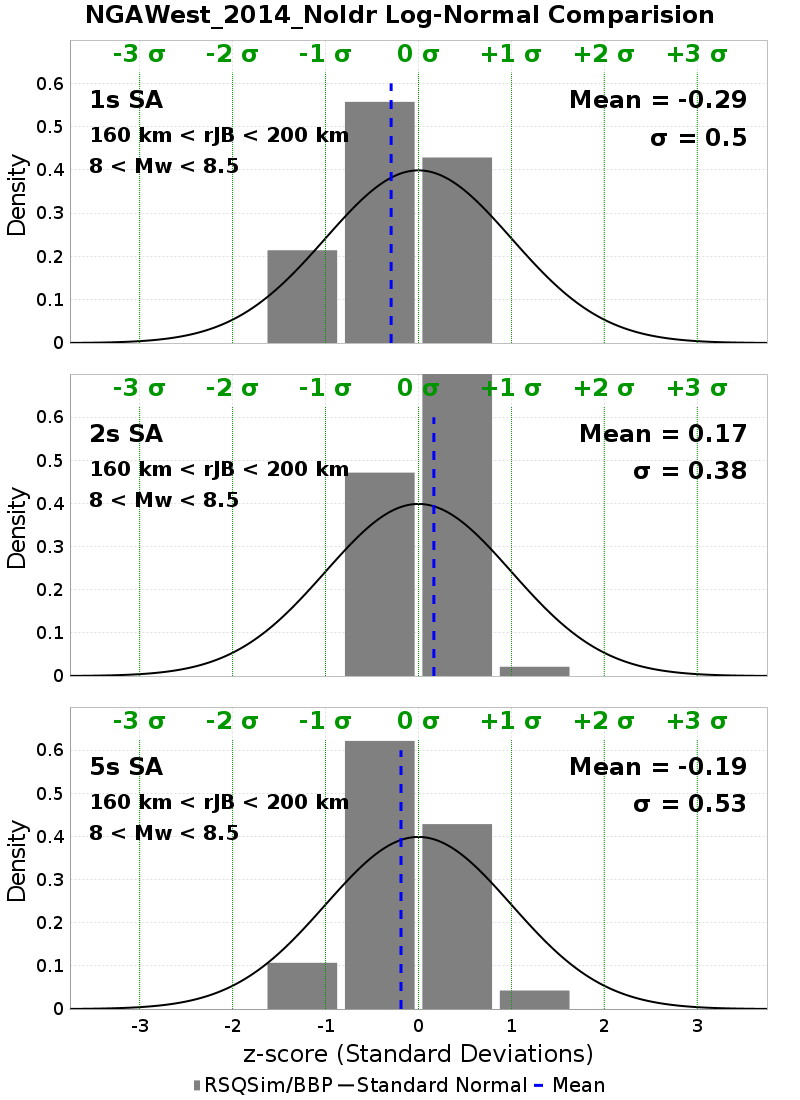 NGAWest_2014_NoIdr Log-Normal Comparision
-3 σ -2 σ -1 σ 0 σ +1 σ +2 σ +3 σ
1s SA Mean = -0.29
160 km < rJB < 200 km σ = 0.5
8 < Mw < 8.5
0.6
0.5
0.4
0.3
0.2
0.1
0
Density
-3 σ -2 σ -1 σ 0 σ +1 σ +2 σ +3 σ
2s SA Mean = 0.17
160 km < rJB < 200 km σ = 0.38
8 < Mw < 8.5
0.6
0.5
0.4
0.3
0.2
0.1
0
Density
-3 σ -2 σ -1 σ 0 σ +1 σ +2 σ +3 σ
5s SA Mean = -0.19
160 km < rJB < 200 km σ = 0.53
8 < Mw < 8.5
0.6
0.5
0.4
0.3
0.2
0.1
0
Density
-3 -2 -1 0 1 2 3
z-score (Standard Deviations)
RSQSim/BBP Standard Normal Mean